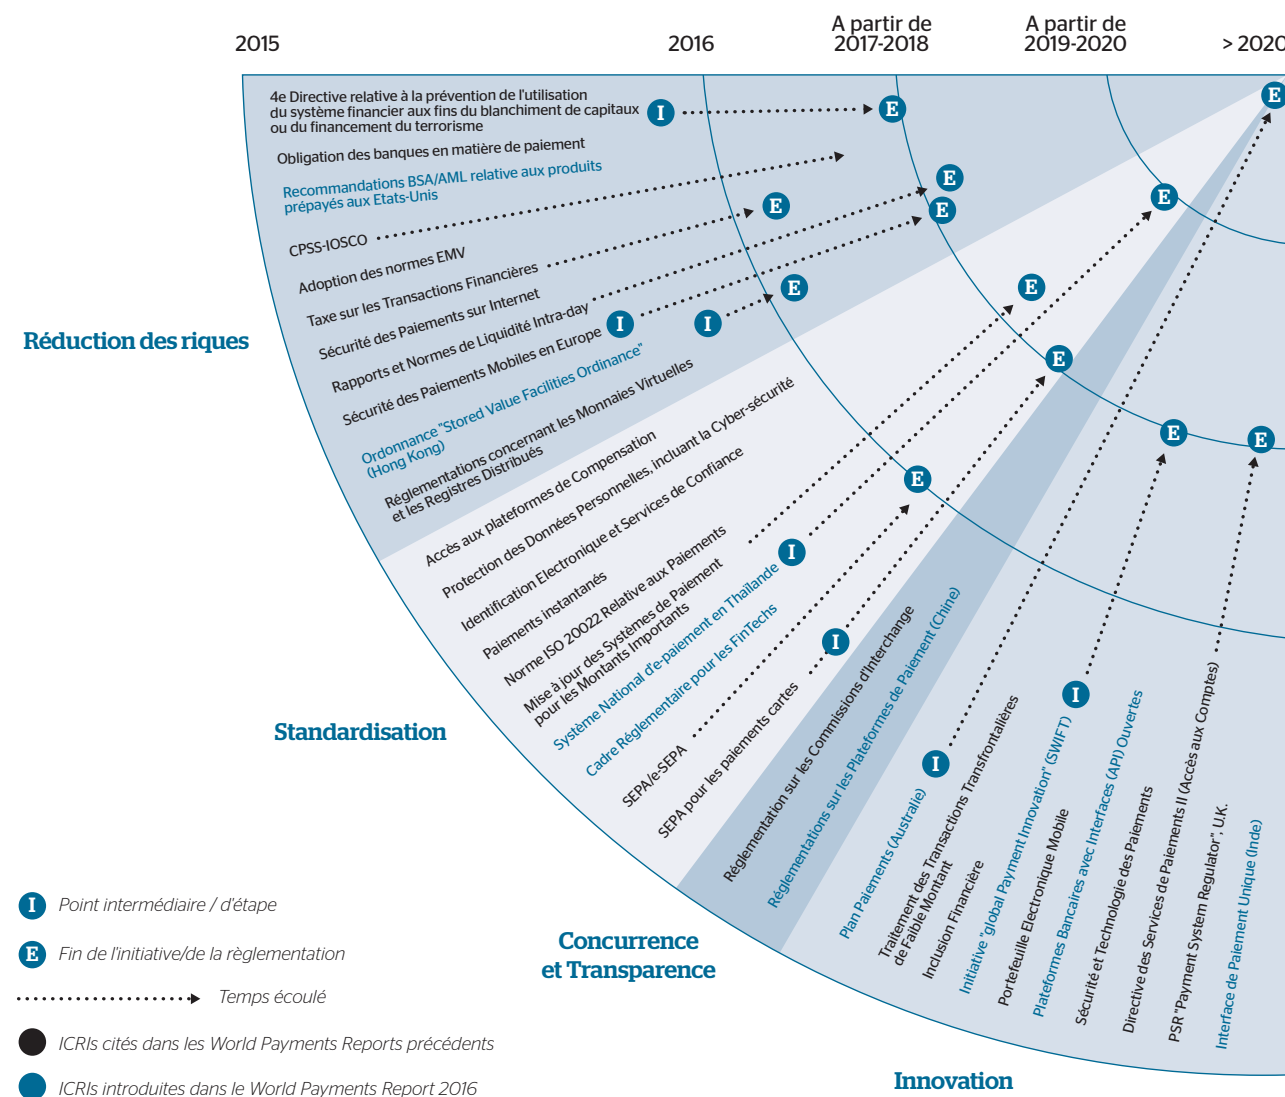 2015
2016
A partir de
2017-2018
A partir de
2019-2020
> 2020
4e Directive relative à la prévention de l'utilisation
du système financier aux fins du blanchiment de capitaux
ou du financement du terrorisme
I
E
E
Obligation des banques en matière de paiement
Recommandations BSA/AML relative aux produits
prépayés aux Etats-Unis
E
E
CPSS-IOSCO
E
E
Adoption des normes EMV
Taxe sur les Transactions Financières
E
E
Sécurité des Paiements sur Internet
Rapports et Normes de Liquidité Intra-day
Sécurité des Paiements Mobiles en Europe
I
I
Réduction des riques
Ordonnance "Stored Value Facilities Ordinance"
(Hong Kong)
E
Réglementations concernant les Monnaies Virtuelles
et les Registres Distribués
Accès aux plateformes de Compensation
E
E
Protection des Données Personnelles, incluant la Cyber-sécurité
Identification Electronique et Services de Confiance
E
Paiements instantanés
Norme ISO 20022 Relative aux Paiements
Mise à jour des Systèmes de Paiement
pour les Montants Importants
I
Système National d'e-paiement en Thaïlande
Cadre Réglementaire pour les FinTechs
I
SEPA/e-SEPA
SEPA pour les paiements cartes
Standardisation
Réglementation sur les Commissions d'Interchange
Réglementations sur les Plateformes de Paiement (Chine)
I
I
Plan Paiements (Australie)
Traitement des Transactions Transfrontalières
de Faible Montant
Inclusion Financière
Initiative "global Payment Innovation" (SWIFT)
Portefeuille Electronique Mobile
Plateformes Bancaires avec Interfaces (API) Ouvertes
Sécurité et Technologie des Paiements
Directive des Services de Paiements II (Accès aux Comptes)
PSR "Payment System Regulator", U.K.
Interface de Paiement Unique (Inde)
Concurrence
et Transparence
Innovation
I Point intermédiaire / d'étape
E Fin de l'initiative/de la règlementation
Temps écoulé
ICRIs cités dans les World Payments Reports précédents
ICRIs introduites dans le World Payments Report 2016